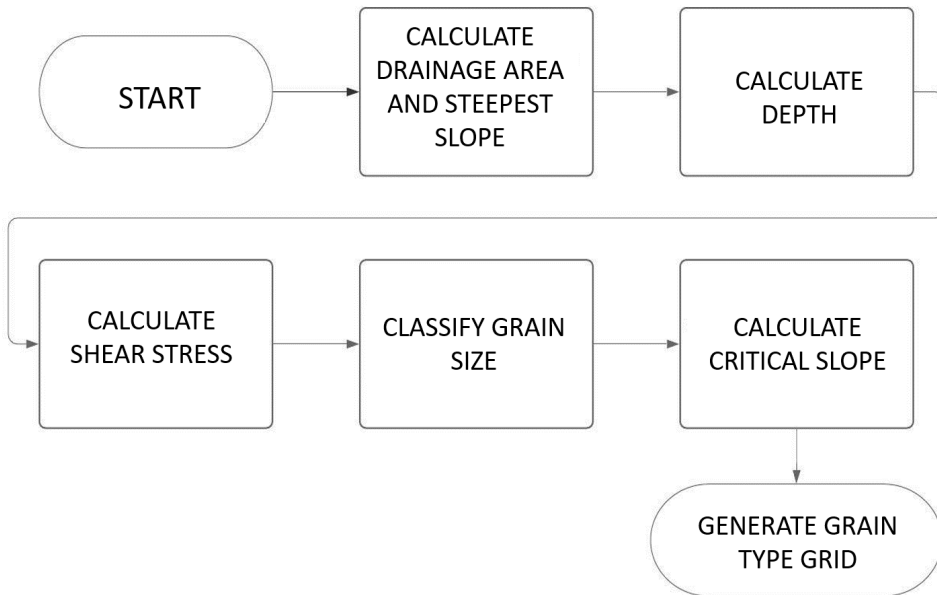 START
CALCULATE
DRAINAGE AREA
AND STEEPEST
SLOPE
CALCULATE
DEPTH
CALCULATE
SHEAR STRESS
CLASSIFY GRAIN
SIZE
CALCULATE
CRITICAL SLOPE
GENERATE GRAIN
TYPE GRID